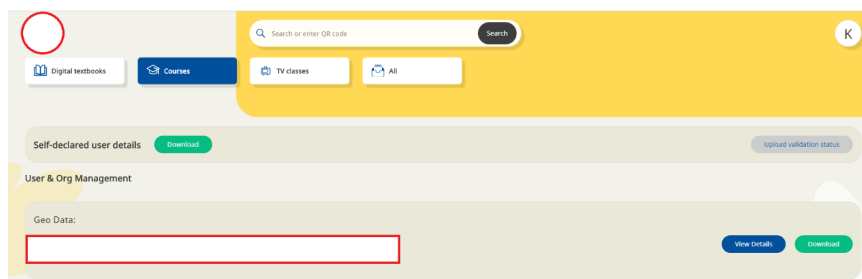 Search or enter QR code
Search
K
Digital textbooks
Courses
TV classes
All
Self-declared user details
Download
Upload validation status
User & Org Management
Geo Data:
View Details
Download